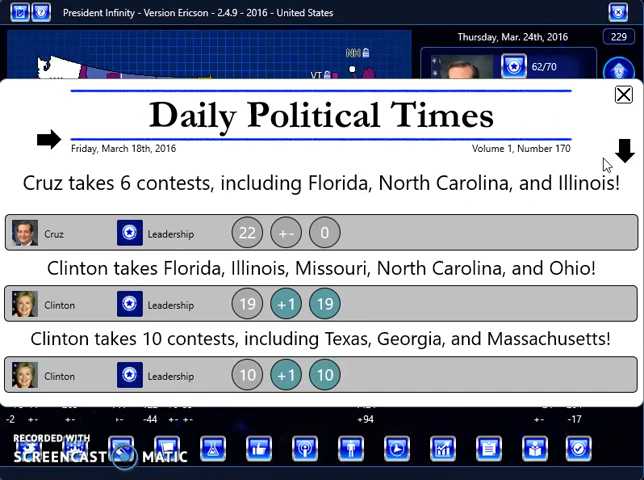 President Infinity - Version Ericson - 2.4.9 - 2016 - United States
Thursday, Mar. 24th, 2016
229
NH
VT
62/70
Daily Political Times
Friday, March 18th, 2016
Volume 1, Number 170
Cruz takes 6 contests, including Florida, North Carolina, and Illinois!
Cruz Leadership 22 +- 0
Clinton takes Florida, Illinois, Missouri, North Carolina, and Ohio!
Clinton Leadership 19 +1 19
Clinton takes 10 contests, including Texas, Georgia, and Massachusetts!
Clinton Leadership 10 +1 10
-2 +- -44 +- +94 +- -17
RECORDED WITH
SCREENCAST MATIC